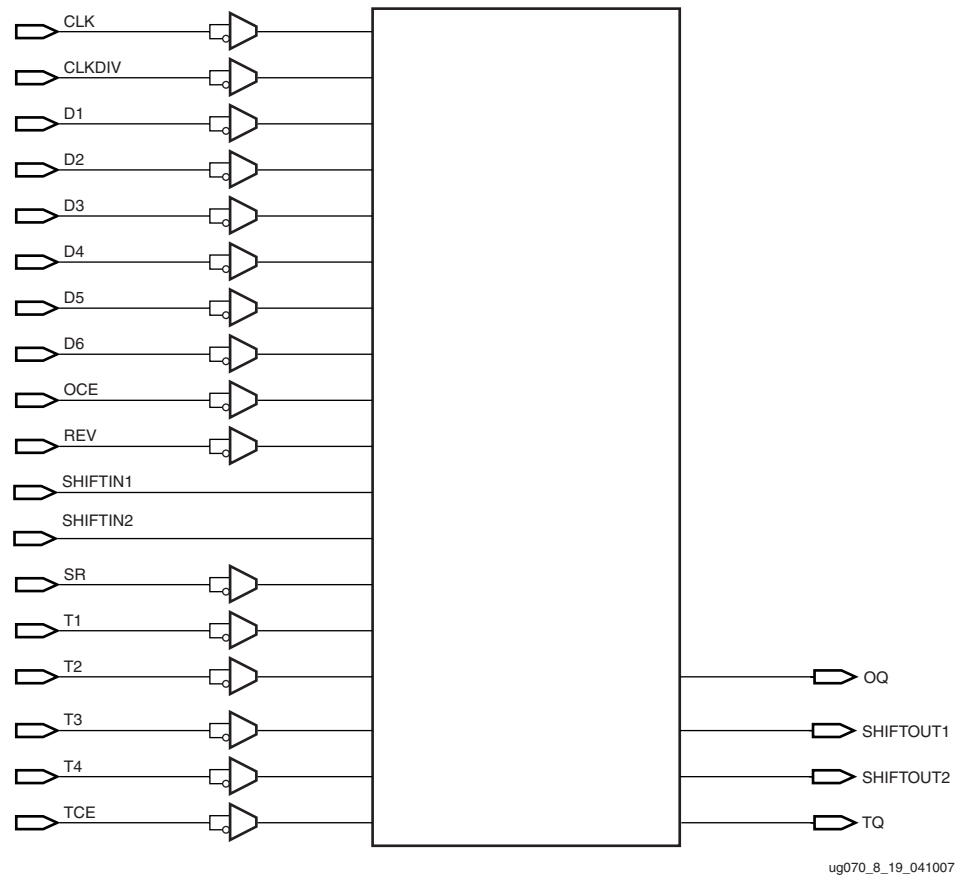 CLK
CLKDIV
D1
D2
D3
D4
D5
D6
OCE
REV
SHIFTIN1
SHIFTIN2
SR
T1
T2
T3
T4
TCE
OQ
SHIFTOUT1
SHIFTOUT2
TQ
ug070_8_19_041007